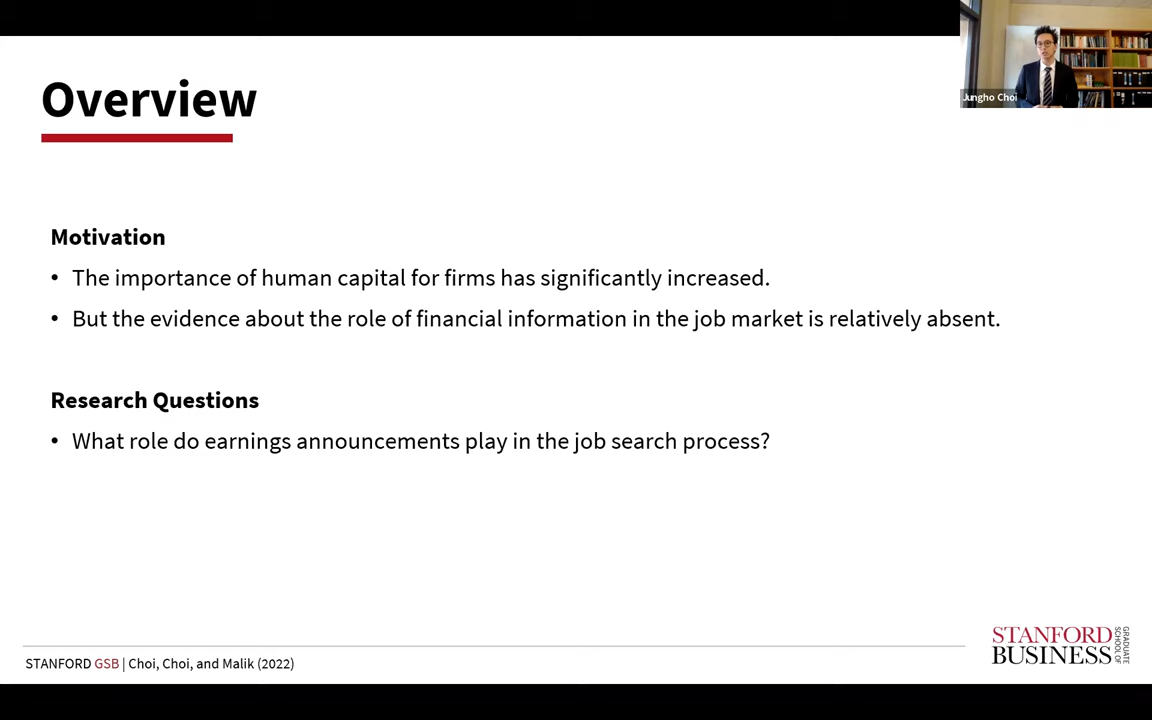 Overview
Jungho Choi
Motivation
• The importance of human capital for firms has significantly increased.
• But the evidence about the role of financial information in the job market is relatively absent.
Research Questions
• What role do earnings announcements play in the job search process?
STANFORD GSB | Choi, Choi, and Malik (2022)
STANFORD
BUSINESS
GRADUATE
SCHOOL OF